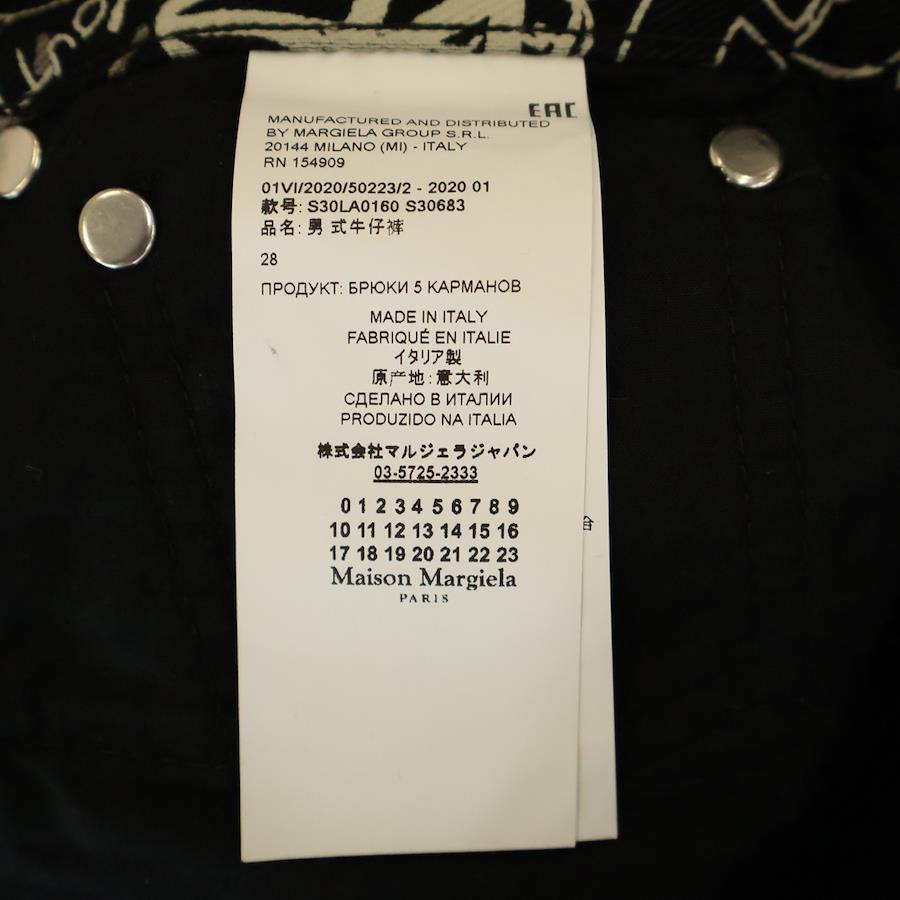 EAC
MANUFACTURED AND DISTRIBUTED
BY MARGIELA GROUP S.R.L.
20144 MILANO (MI) - ITALY
RN 154909
01VI/2020/50223/2 - 2020 01
款号: S30LA0160 S30683
品名: 男 式牛仔裤
28
ПРОДУКТ: БРЮКИ 5 КАРМАНОВ
MADE IN ITALY
FABRIQUÉ EN ITALIE
イタリア製
原产地:意大利
СДЕЛАНО В ИТАЛИИ
PRODUZIDO NA ITALIA
株式会社マルジェラジャパン
03-5725-2333
0 1 2 3 4 5 6 7 8 9
10 11 12 13 14 15 16
17 18 19 20 21 22 23
Maison Margiela
PARIS